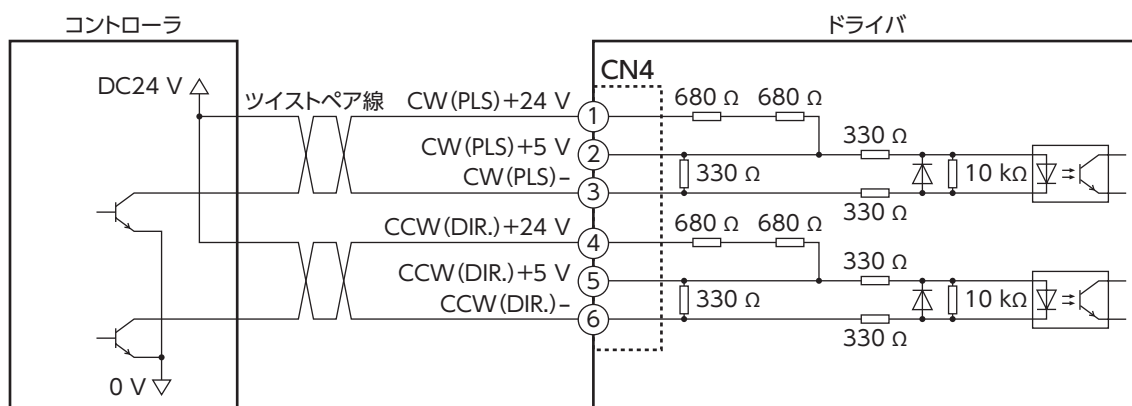 コントローラ
ドライバ
DC24 V
ツイストペア線
CN4
CW(PLS)+24 V
1
680 Ω
680 Ω
CW(PLS)+5 V
2
330 Ω
CW(PLS)-
3
330 Ω
10 kΩ
330 Ω
CCW(DIR.)+24 V
4
680 Ω
680 Ω
CCW(DIR.)+5 V
5
330 Ω
CCW(DIR.)-
6
330 Ω
10 kΩ
330 Ω
0 V